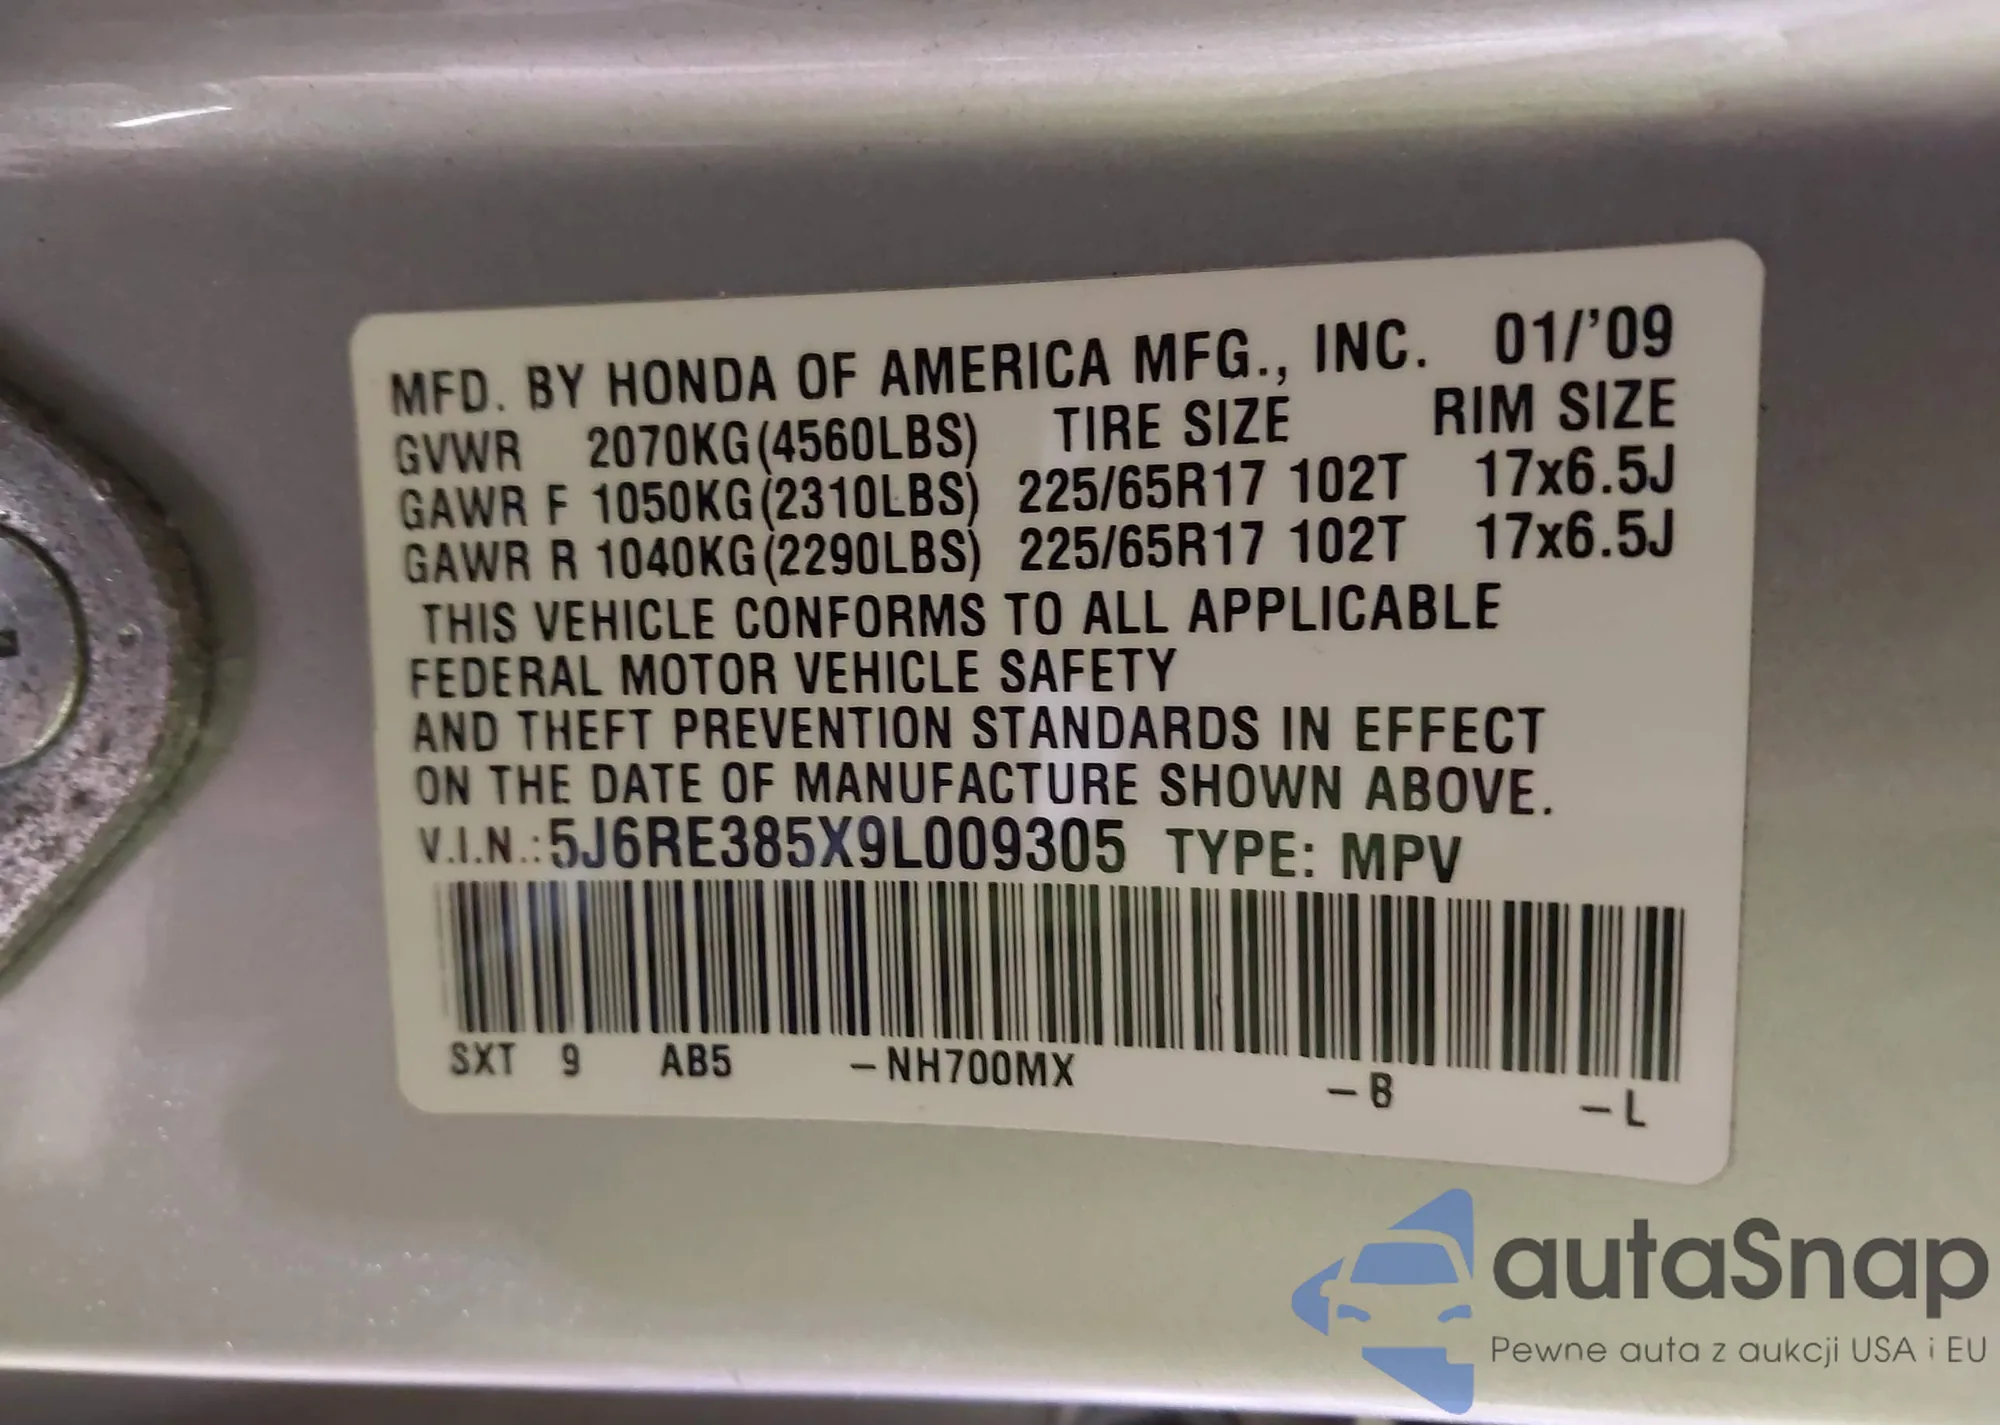 MFD. BY HONDA OF AMERICA MFG., INC. 01/'09
GVWR 2070KG(4560LBS) TIRE SIZE RIM SIZE
GAWR F 1050KG(2310LBS) 225/65R17 102T 17x6.5J
GAWR R 1040KG(2290LBS) 225/65R17 102T 17x6.5J
THIS VEHICLE CONFORMS TO ALL APPLICABLE
FEDERAL MOTOR VEHICLE SAFETY
AND THEFT PREVENTION STANDARDS IN EFFECT
ON THE DATE OF MANUFACTURE SHOWN ABOVE.
V.I.N.:5J6RE385X9L009305 TYPE: MPV
SXT 9 AB5 -NH700MX -B -L
autaSnap
Pewne auta z aukcji USA i EU